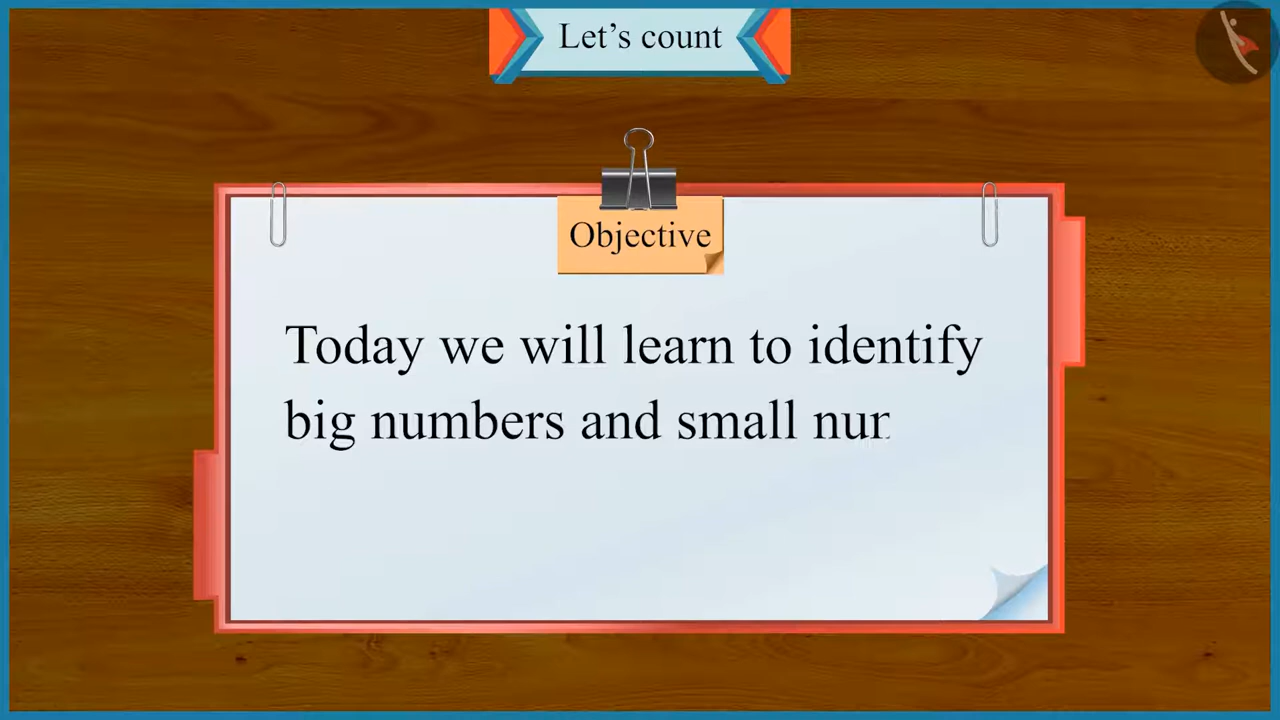 Let's count
Objective
Today we will learn to identify
big numbers and small